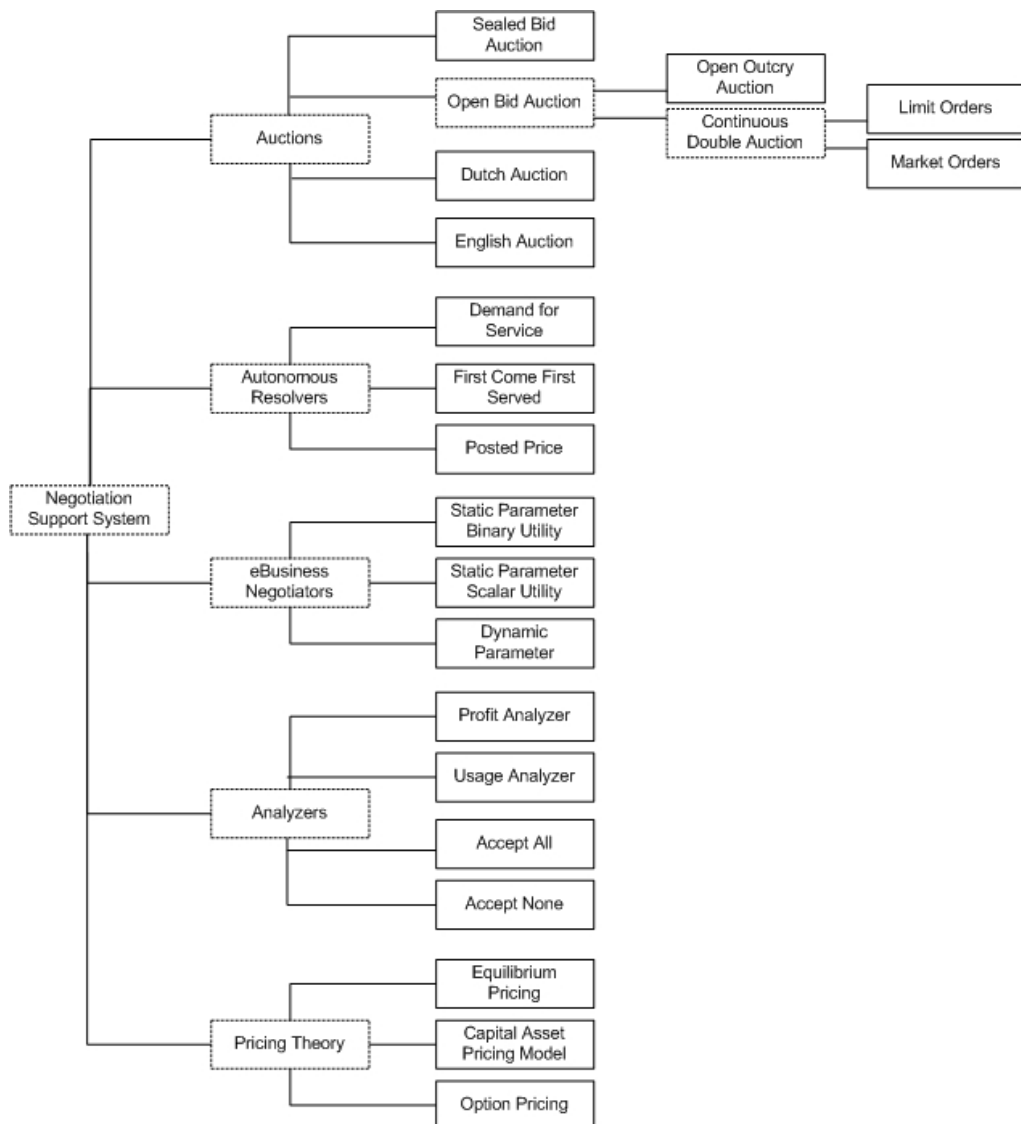 Sealed Bid
Auction
Open Bid Auction
Open Outcry
Auction
Continuous
Double Auction
Limit Orders
Market Orders
Auctions
Dutch Auction
English Auction
Demand for
Service
Autonomous
Resolvers
First Come First
Served
Posted Price
Negotiation
Support System
Static Parameter
Binary Utility
eBusiness
Negotiators
Static Parameter
Scalar Utility
Dynamic
Parameter
Profit Analyzer
Usage Analyzer
Analyzers
Accept All
Accept None
Equilibrium
Pricing
Pricing Theory
Capital Asset
Pricing Model
Option Pricing